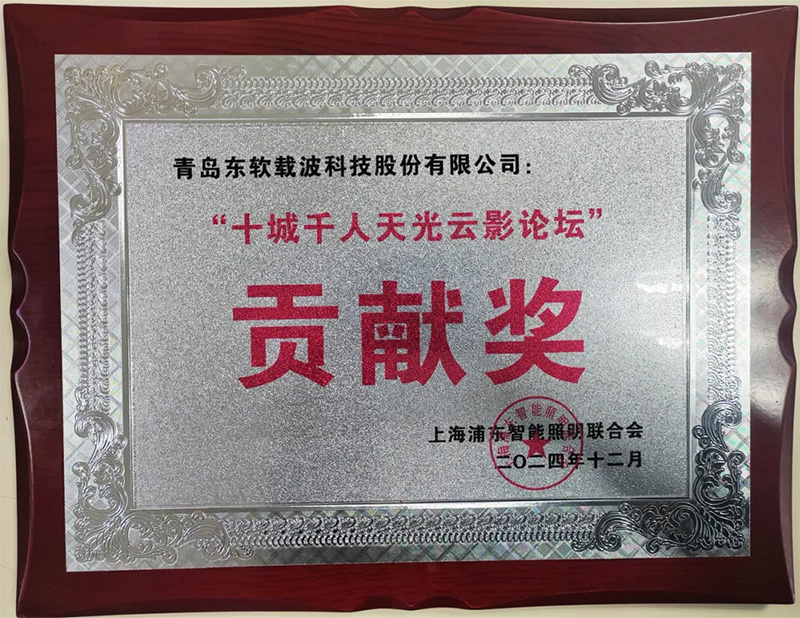 青岛东软载波科技股份有限公司：
“十城千人天光云影论坛”
贡献奖
上海浦东智能照明联合会
二〇二四年十二月